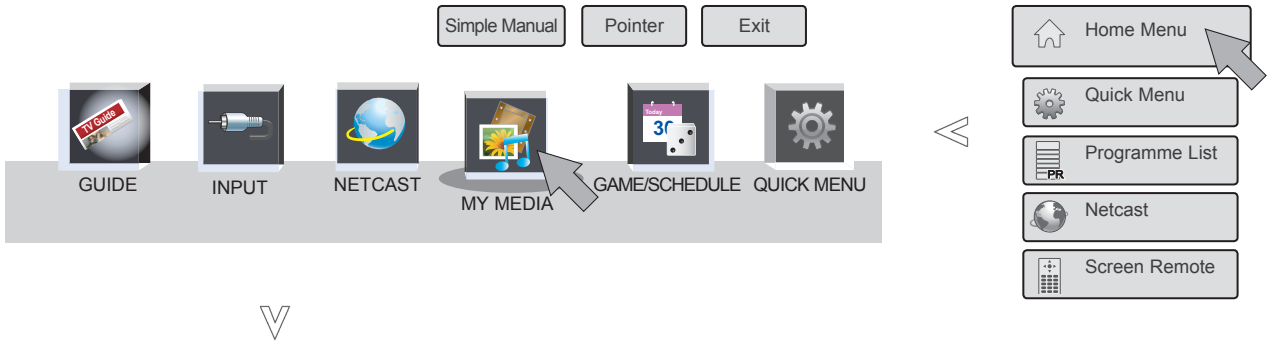 Simple Manual
Pointer
Exit
TV Guide
GUIDE
INPUT
NETCAST
MY MEDIA
Today
30
GAME/SCHEDULE
QUICK MENU
Home Menu
Quick Menu
PR
Programme List
Netcast
Screen Remote